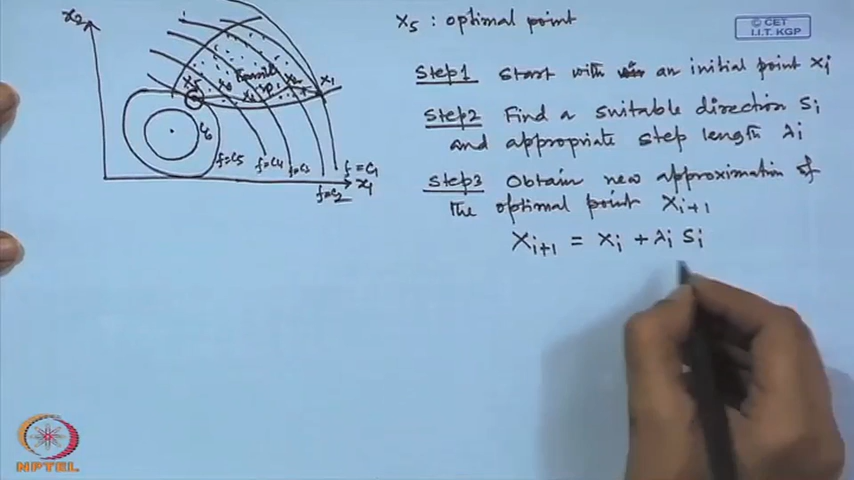 x₅ : optimal point
© CET
I.I.T. KGP
Step1 Start with an initial point xᵢ
Step2 Find a suitable direction Sᵢ
and appropriate step length λᵢ
Step3 Obtain new approximation of
the optimal point Xᵢ₊₁
Xᵢ₊₁ = xᵢ + λᵢ Sᵢ
x₂
x₁
f=c₅
f=c₄
f=c₃
f=c₂
f=c₁
NPTEL